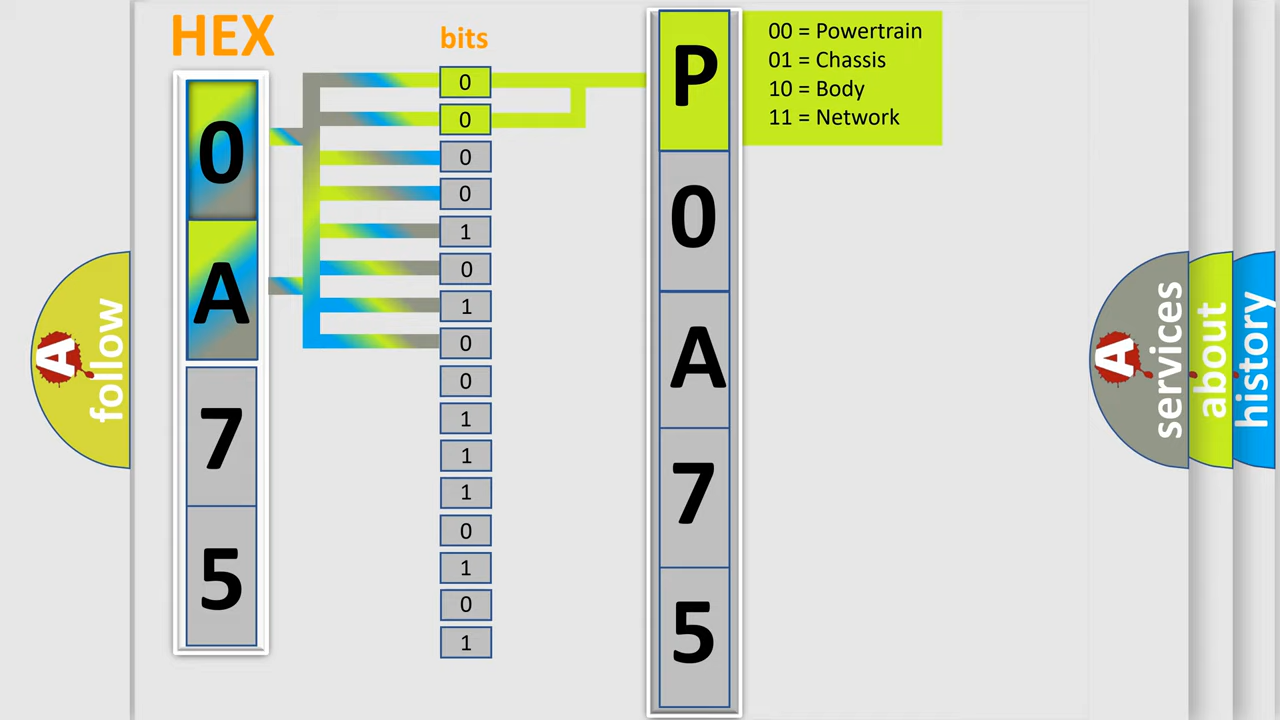 HEX
bits
0
A
7
5
0
0
0
0
1
0
1
0
0
1
1
1
0
1
0
1
P
0
A
7
5
00 = Powertrain
01 = Chassis
10 = Body
11 = Network
A
follow
A
services
about
history